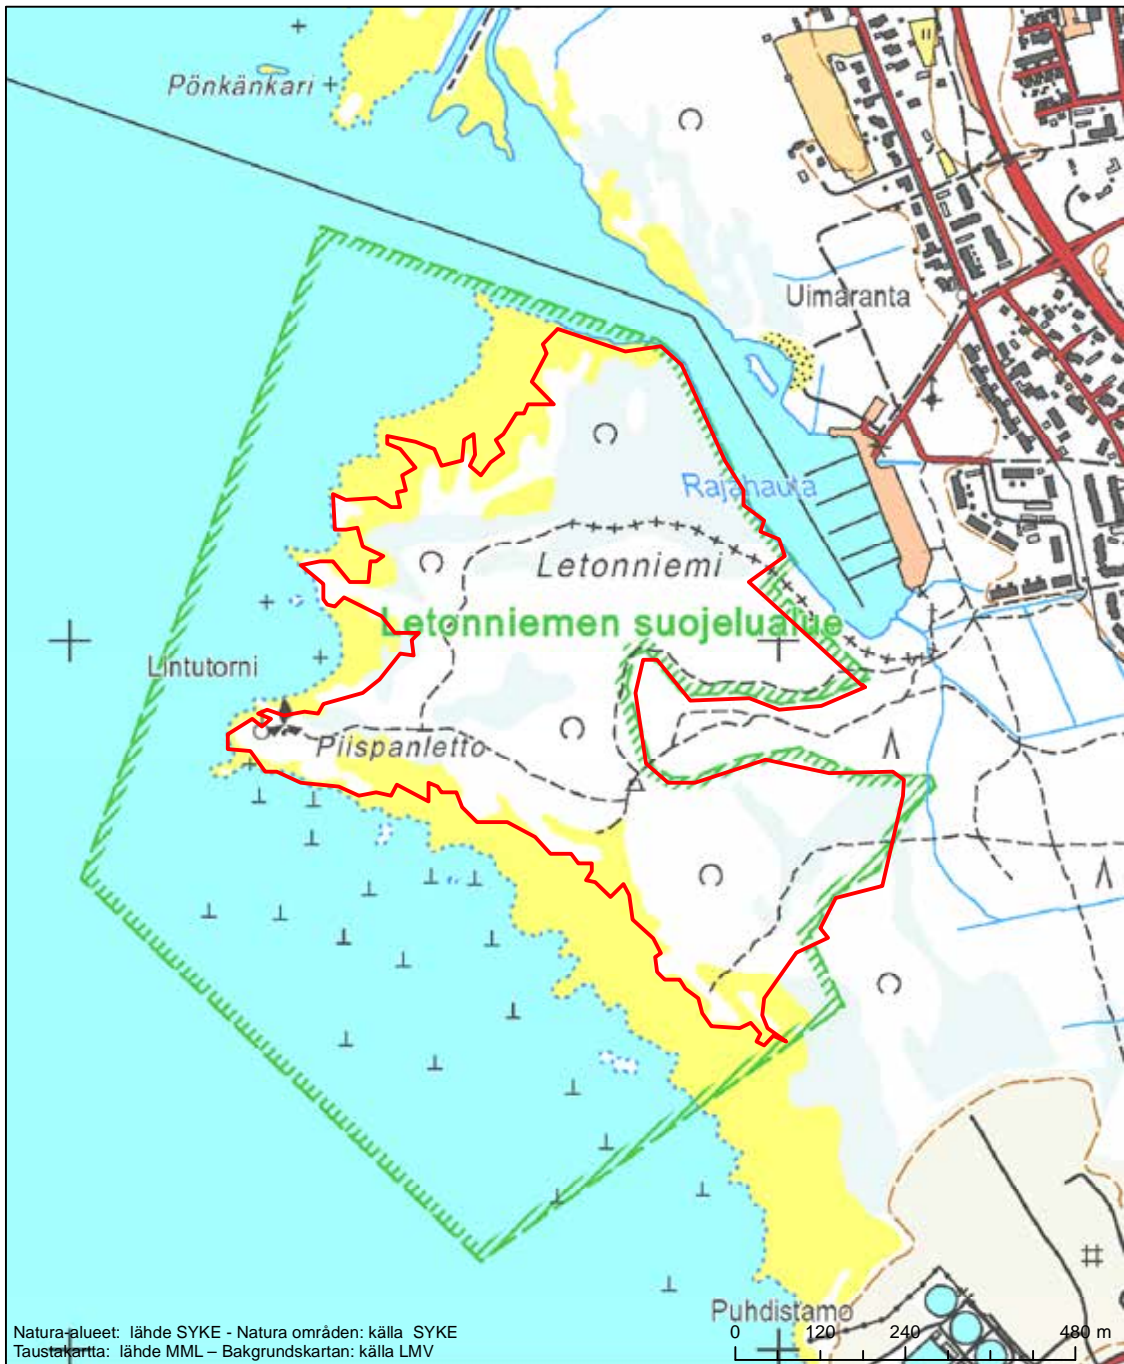 Pönkänkari
Uimaranta
Rajahauta
Letonniemi
Letonniemen suojelualue
Lintutorni
Piispanletto
Puhdistamo
0 120 240 480 m
Natura-alueet: lähde SYKE - Natura områden: källa SYKE
Taustakartta: lähde MML – Bakgrundskartan: källa LMV